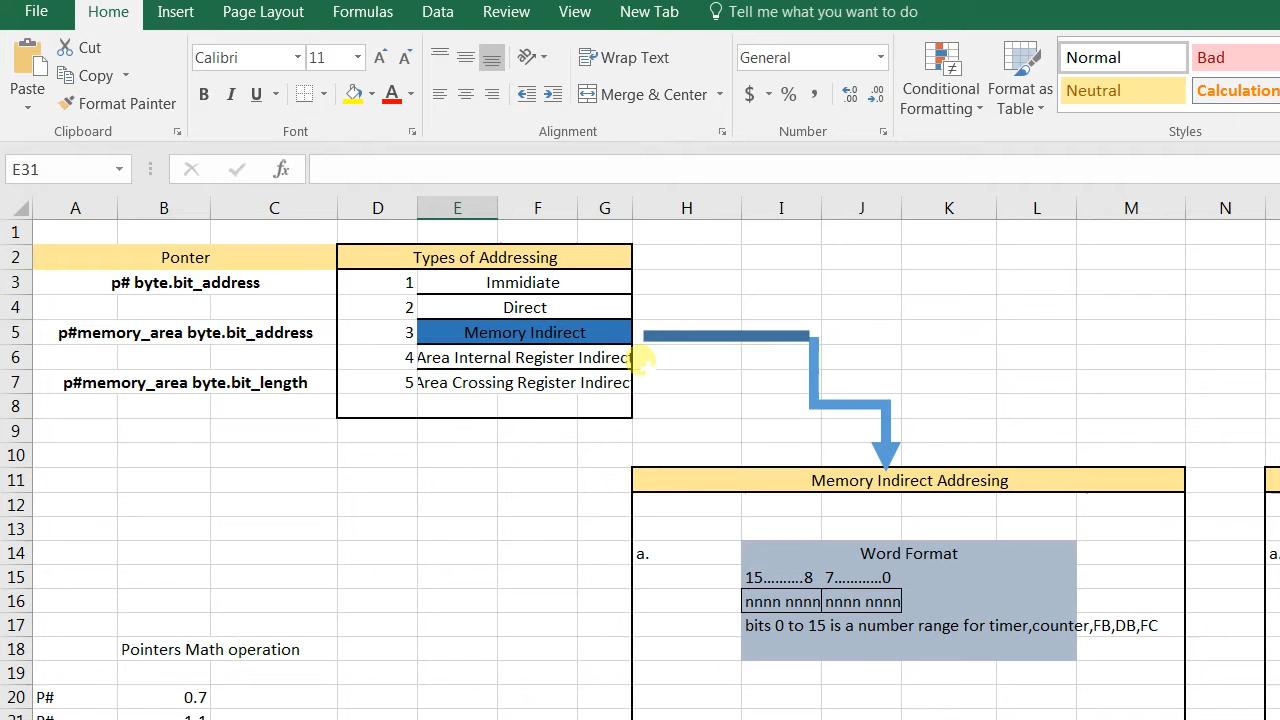 File Home Insert Page Layout Formulas Data Review View New Tab Tell me what you want to do
Paste
Cut
Copy
Format Painter
Clipboard
Calibri 11
B I U
Font
Wrap Text
Merge & Center
Alignment
General
$ % ,
Number
Conditional Formatting
Format as Table
Normal Bad
Neutral Calculation
Styles
E31 fx
A B C D E F G H I J K L M N
1
2 Ponter Types of Addressing
3 p# byte.bit_address 1 Immidiate
4 2 Direct
5 p#memory_area byte.bit_address 3 Memory Indirect
6 4 Area Internal Register Indirect
7 p#memory_area byte.bit_length 5 Area Crossing Register Indirec
8
9
10
11 Memory Indirect Addresing
12
13
14 a. Word Format a.
15 15..........8 7............0
16 nnnn nnnn nnnn nnnn
17 bits 0 to 15 is a number range for timer,counter,FB,DB,FC
18 Pointers Math operation
19
20 P# 0.7
21 P# 1.1